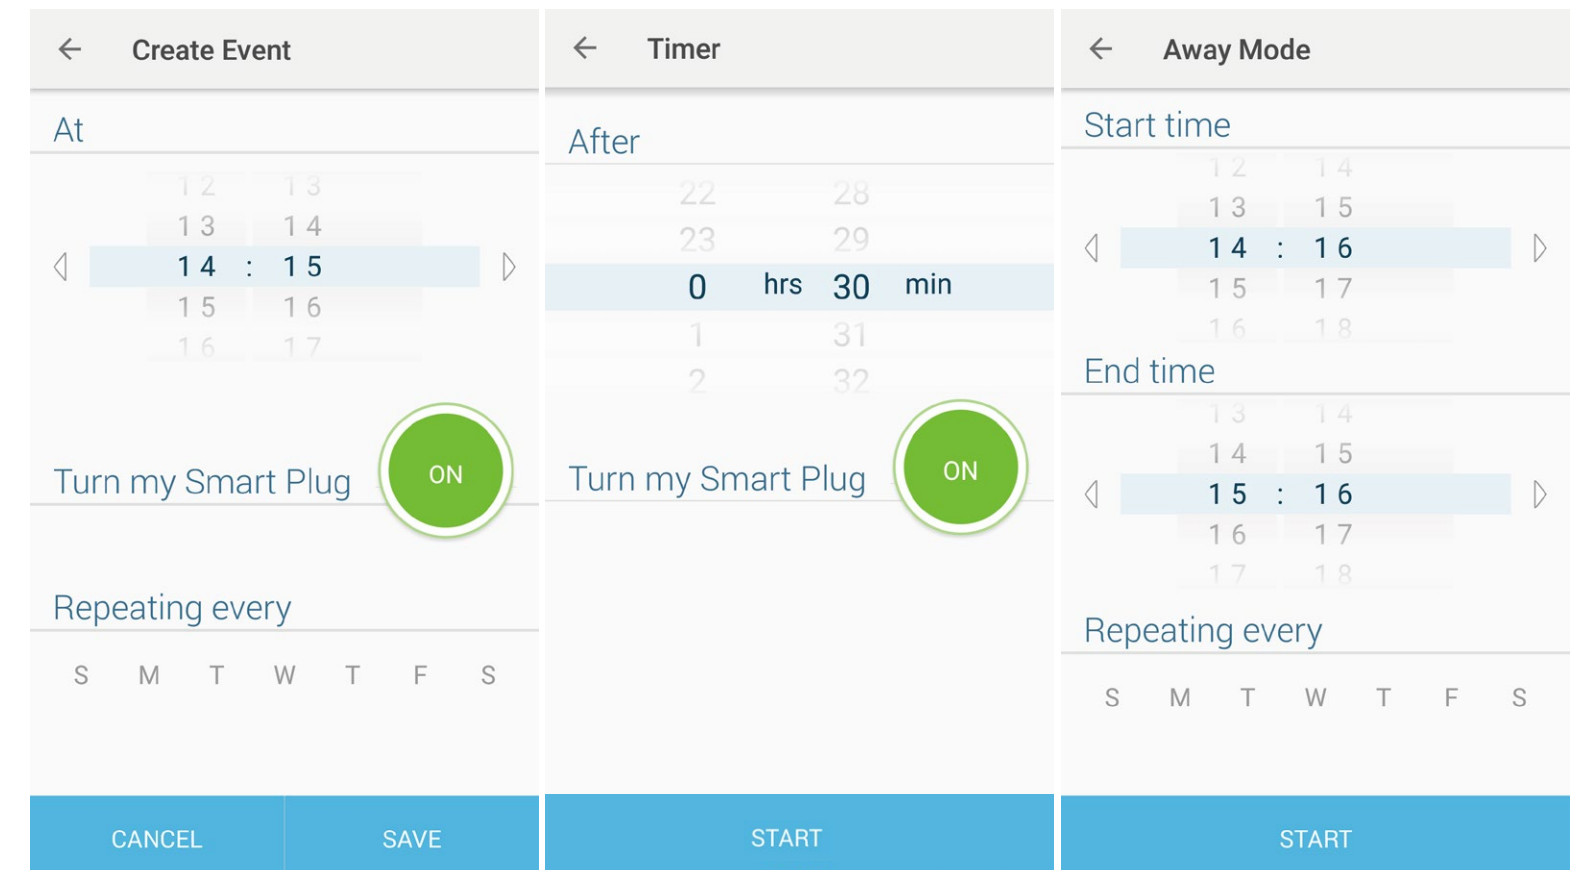 Create Event
At
12 13
13 14
14 : 15
15 16
16 17
Turn my Smart Plug ON
Repeating every
S M T W T F S
CANCEL SAVE
Timer
After
22 28
23 29
0 hrs 30 min
1 31
2 32
Turn my Smart Plug ON
START
Away Mode
Start time
12 14
13 15
14 : 16
15 17
16 18
End time
13 14
14 15
15 : 16
16 17
17 18
Repeating every
S M T W T F S
START